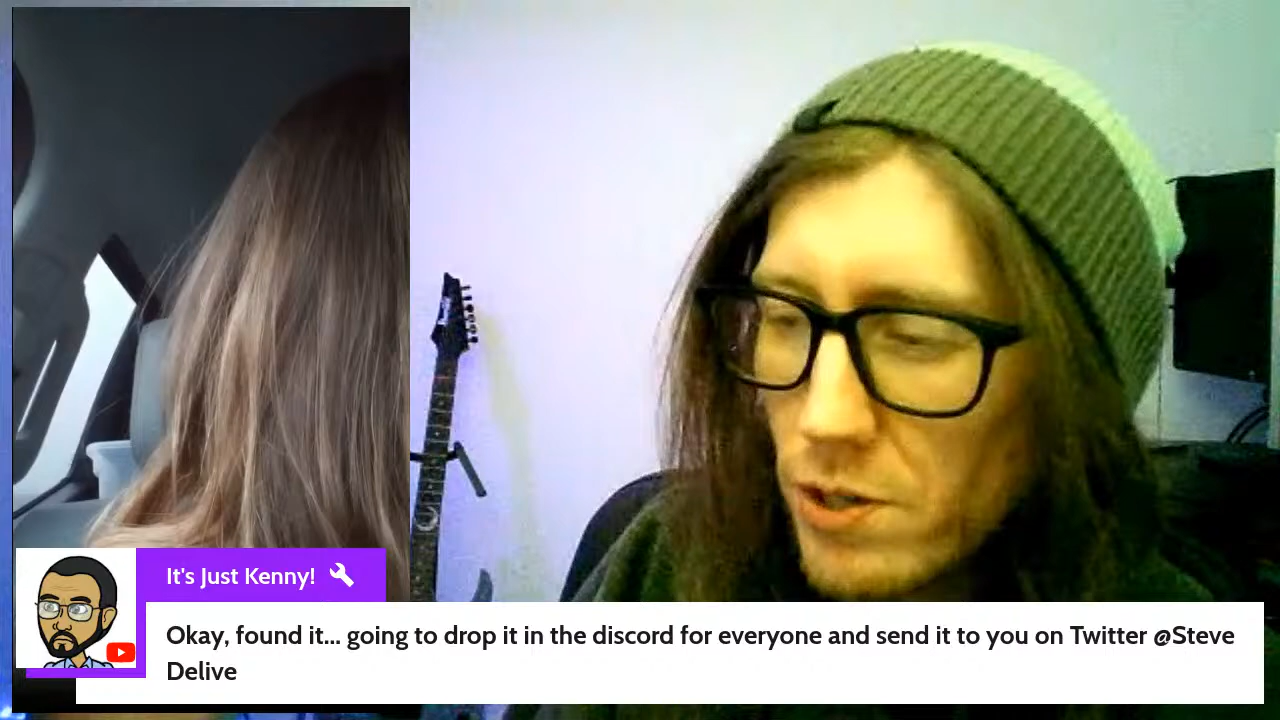 It's Just Kenny!
Okay, found it... going to drop it in the discord for everyone and send it to you on Twitter @Steve
Delive